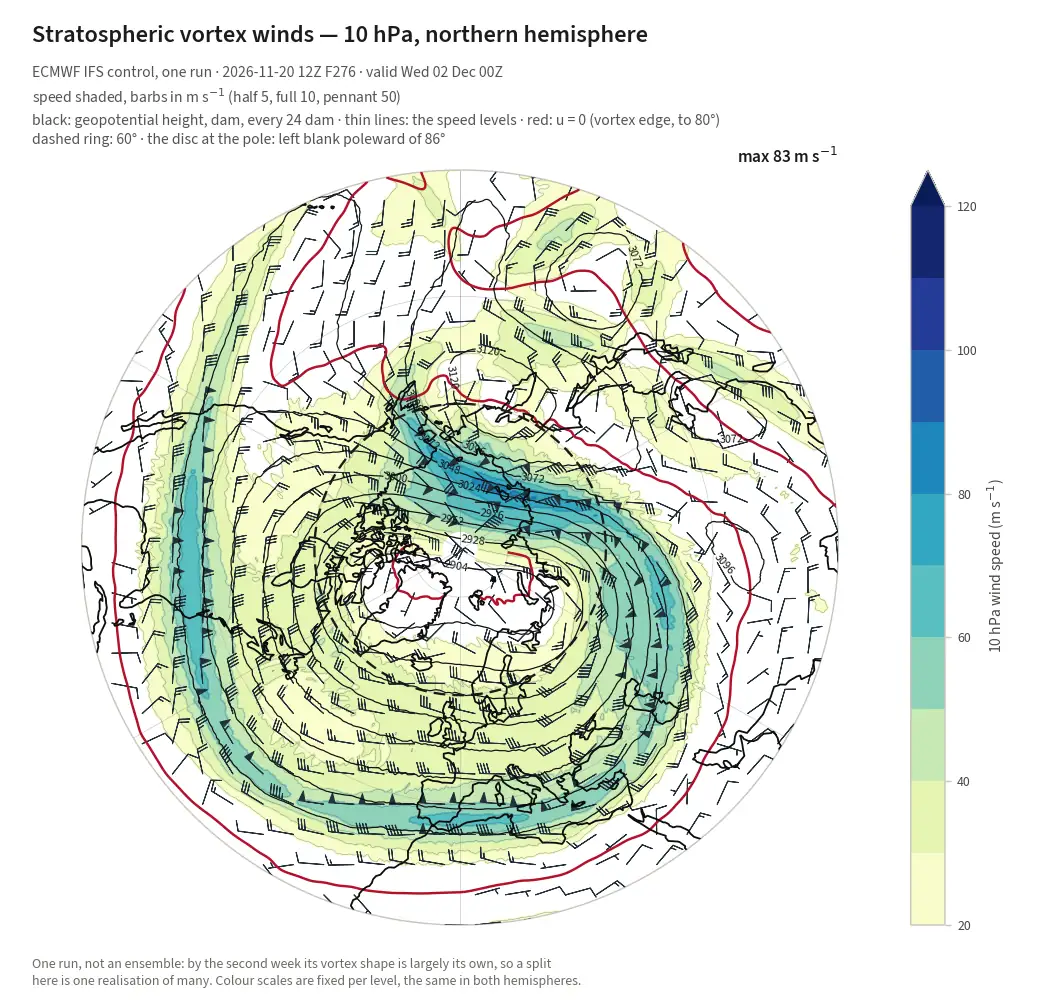 Stratospheric vortex winds — 10 hPa, northern hemisphere
ECMWF IFS control, one run · 2026-11-20 12Z F276 · valid Wed 02 Dec 00Z
speed shaded, barbs in m s⁻¹ (half 5, full 10, pennant 50)
black: geopotential height, dam, every 24 dam · thin lines: the speed levels · red: u = 0 (vortex edge, to 80°)
dashed ring: 60° · the disc at the pole: left blank poleward of 86°
max 83 m s⁻¹
120
100
80
60
40
20
10 hPa wind speed (m s⁻¹)
3072
3120
3120
3048
3024
3072
2976
2952
2928
2904
3072
3096
One run, not an ensemble: by the second week its vortex shape is largely its own, so a split
here is one realisation of many. Colour scales are fixed per level, the same in both hemispheres.